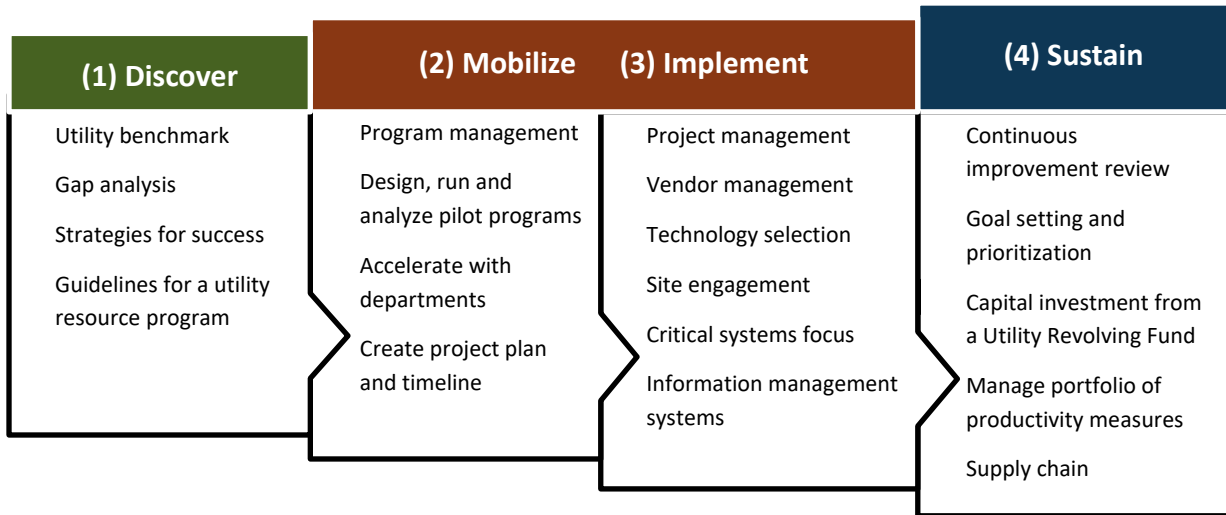 (1) Discover
Utility benchmark
Gap analysis
Strategies for success
Guidelines for a utility
resource program
(2) Mobilize
Program management
Design, run and
analyze pilot programs
Accelerate with
departments
Create project plan
and timeline
(3) Implement
Project management
Vendor management
Technology selection
Site engagement
Critical systems focus
Information management
systems
(4) Sustain
Continuous
improvement review
Goal setting and
prioritization
Capital investment from
a Utility Revolving Fund
Manage portfolio of
productivity measures
Supply chain